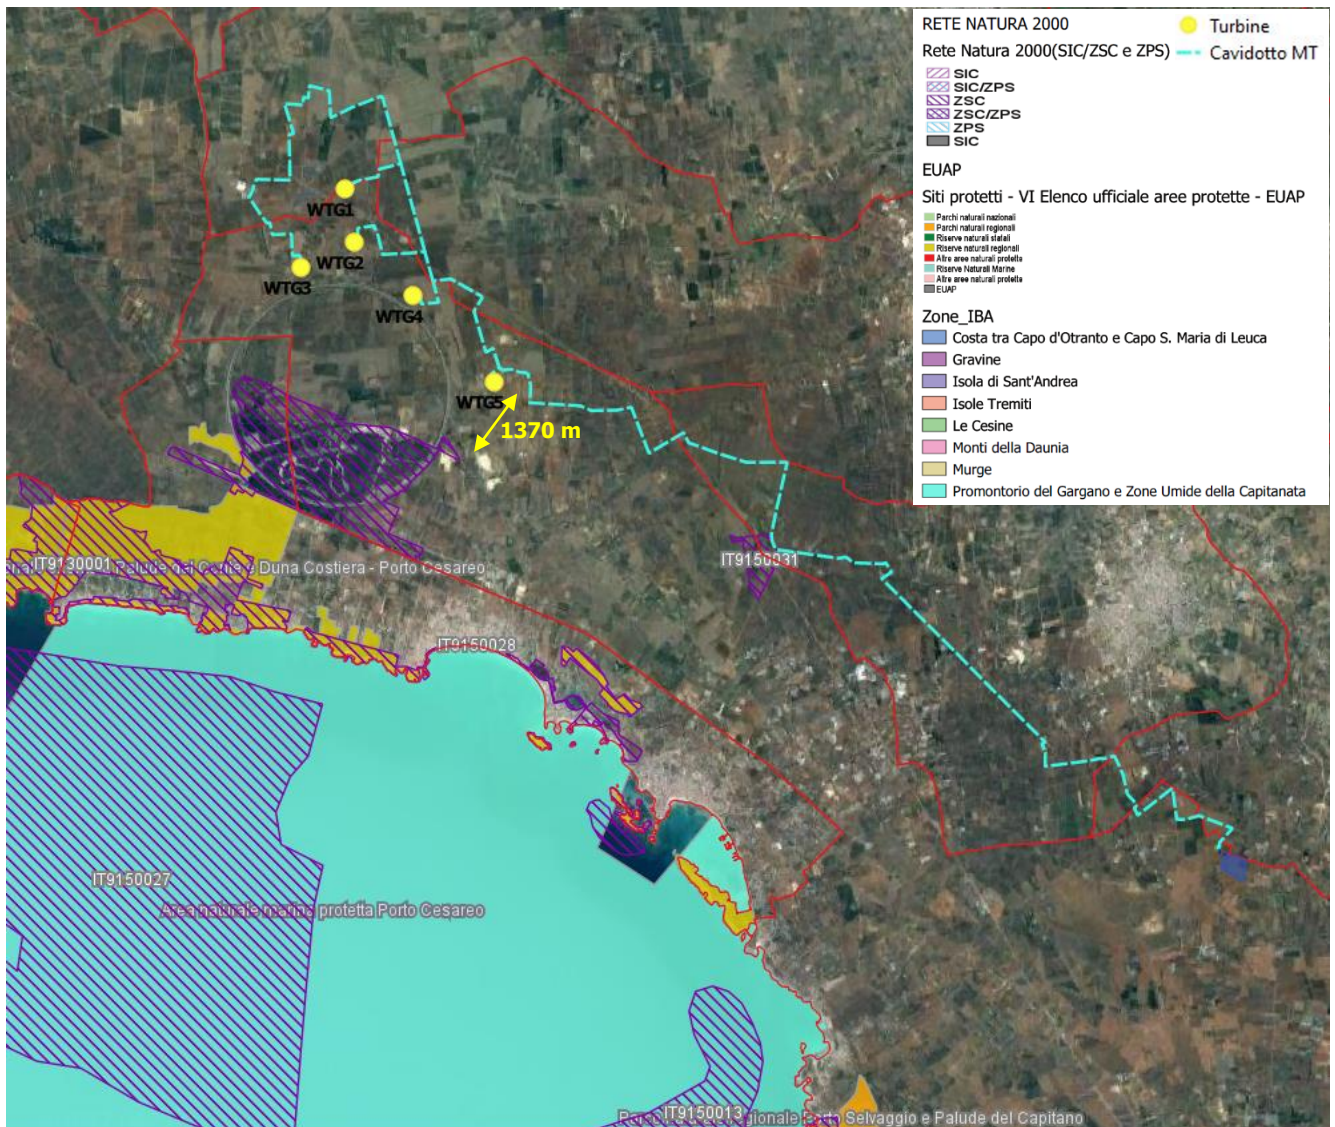 RETE NATURA 2000
Turbine
Rete Natura 2000(SIC/ZSC e ZPS)
Cavidotto MT
SIC
SIC/ZPS
ZSC
ZSC/ZPS
ZPS
SIC
EUAP
Siti protetti - VI Elenco ufficiale aree protette - EUAP
Parchi naturali nazionali
Parchi naturali regionali
Riserve naturali statali
Riserve naturali regionali
Altre aree naturali protette
Riserve Naturali Marine
Altre aree naturali protette
EUAP
Zone_IBA
Costa tra Capo d'Otranto e Capo S. Maria di Leuca
Gravine
Isola di Sant'Andrea
Isole Tremiti
Le Cesine
Monti della Daunia
Murge
Promontorio del Gargano e Zone Umide della Capitanata
WTG1
WTG2
WTG3
WTG4
WTG5
1370 m
IT9150031
IT9130001
Palude del Conte e Duna Costiera - Porto Cesareo
IT9150028
IT9150027
Area naturale marina protetta Porto Cesareo
IT9150013
Porto Selvaggio e Palude del Capitano